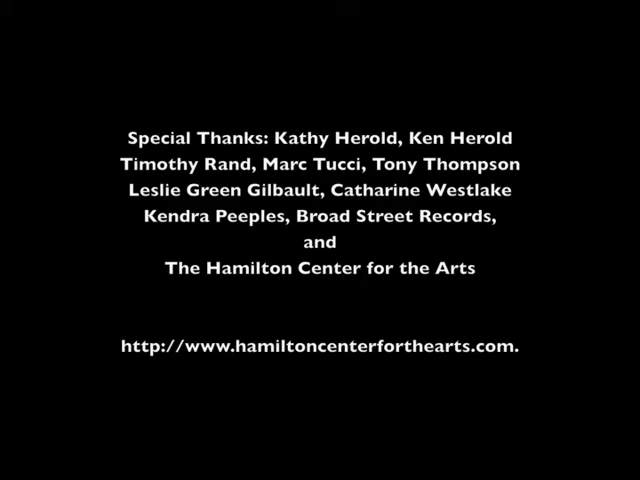 Special Thanks: Kathy Herold, Ken Herold
Timothy Rand, Marc Tucci, Tony Thompson
Leslie Green Gilbault, Catharine Westlake
Kendra Peeples, Broad Street Records,
and
The Hamilton Center for the Arts
http://www.hamiltoncenterforthearts.com.